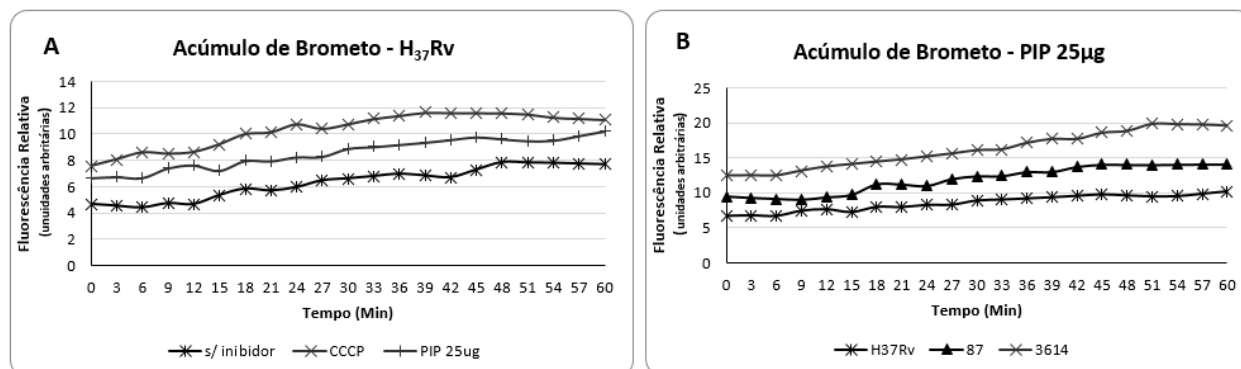 A
Acúmulo de Brometo - H₃₇Rv
Fluorescência Relativa
(unuidades arbritárias)
14
12
10
8
6
4
2
0
0 3 6 9 12 15 18 21 24 27 30 33 36 39 42 45 48 51 54 57 60
Tempo (Min)
s/ inibidor CCCP PIP 25ug
B
Acúmulo de Brometo - PIP 25µg
Fluorescência Relativa
(unidades arbitrárias)
25
20
15
10
5
0
0 3 6 9 12 15 18 21 24 27 30 33 36 39 42 45 48 51 54 57 60
Tempo (Min)
H37Rv 87 3614